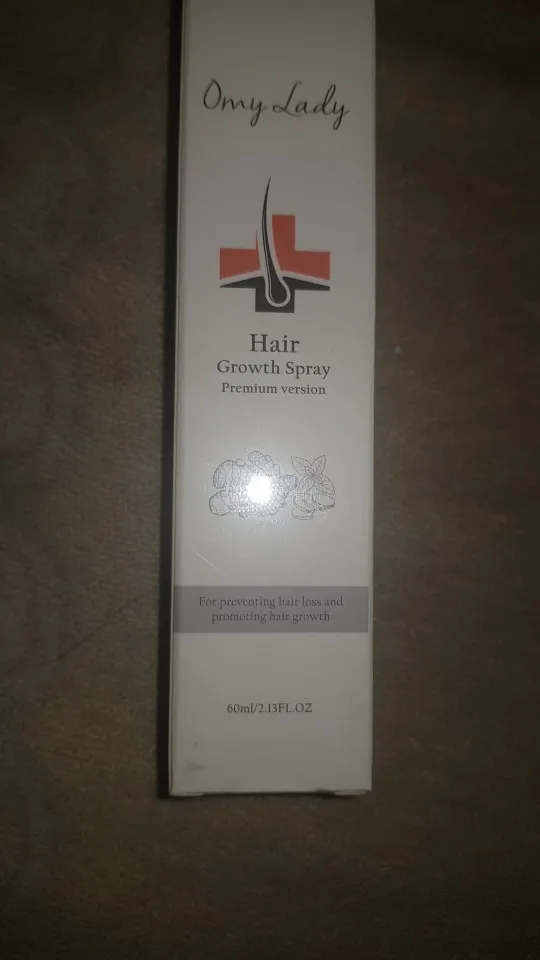 Omy Lady
Hair
Growth Spray
Premium version
For preventing hair loss and
promoting hair growth
60ml/2.13FL.OZ